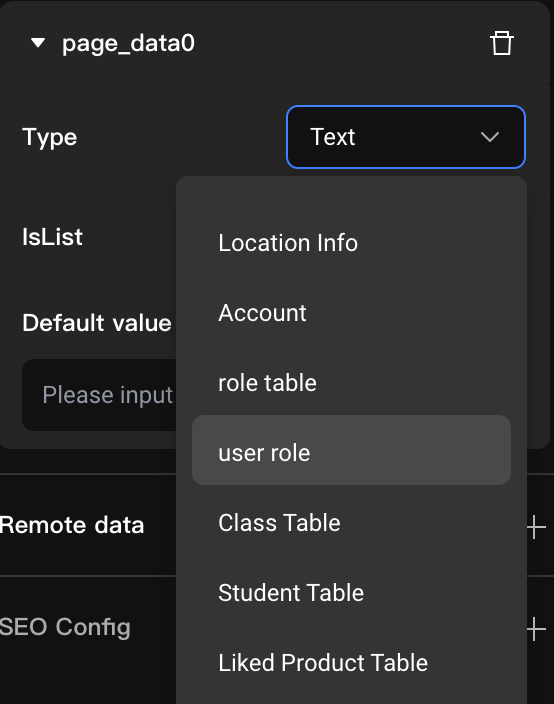 page_data0
Type
Text
IsList
Location Info
Account
Default value
role table
Please input
user role
Class Table
Remote data
Student Table
SEO Config
Liked Product Table